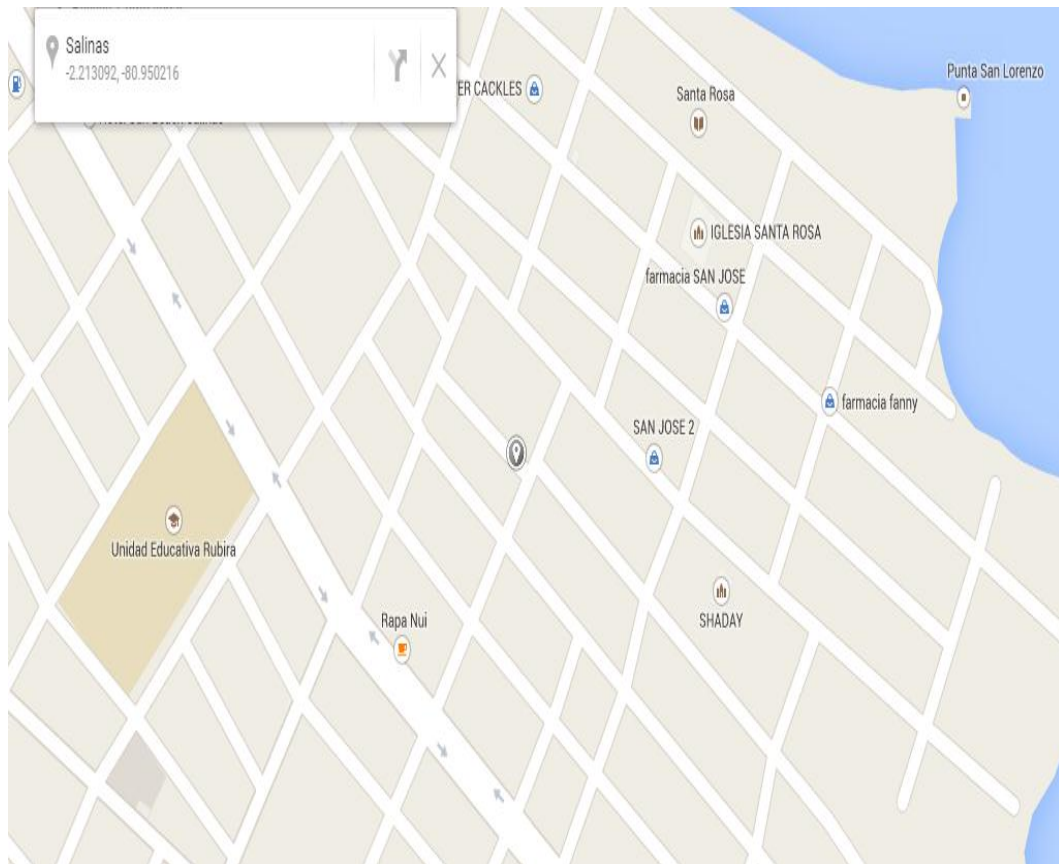 Salinas
-2.213092, -80.950216
Punta San Lorenzo
ER CACKLES
Santa Rosa
IGLESIA SANTA ROSA
farmacia SAN JOSE
farmacia fanny
SAN JOSE 2
Unidad Educativa Rubira
SHADAY
Rapa Nui